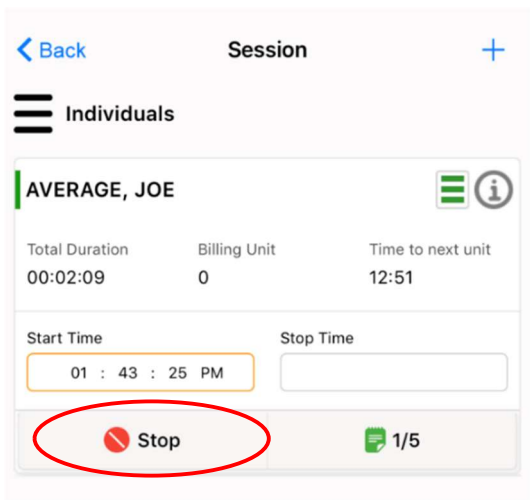 Back Session +
Individuals
AVERAGE, JOE
Total Duration Billing Unit Time to next unit
00:02:09 0 12:51
Start Time Stop Time
01 : 43 : 25 PM
Stop 1/5